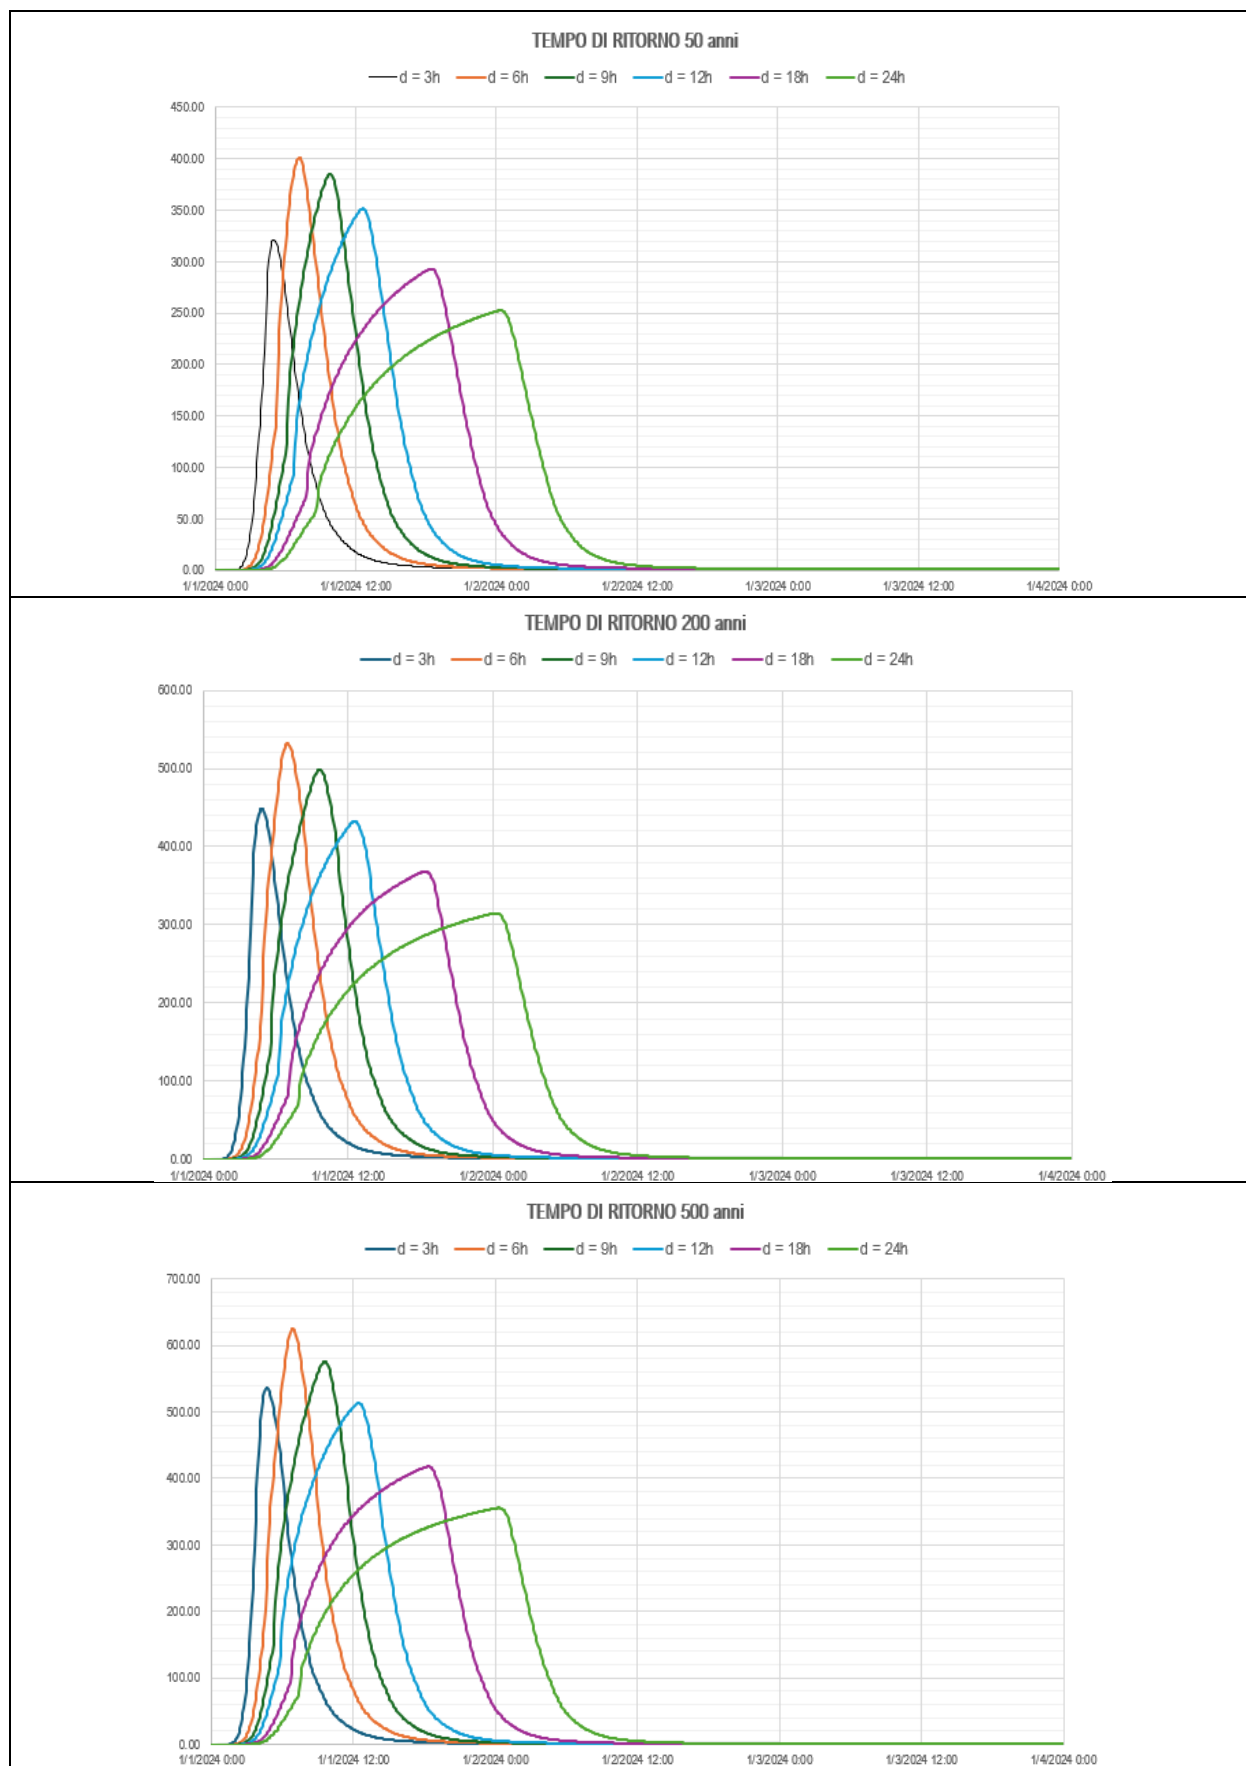 TEMPO DI RITORNO 50 anni
d = 3h d = 6h d = 9h d = 12h d = 18h d = 24h
450.00
400.00
350.00
300.00
250.00
200.00
150.00
100.00
50.00
0.00
1/1/2024 0:00 1/1/2024 12:00 1/2/2024 0:00 1/2/2024 12:00 1/3/2024 0:00 1/3/2024 12:00 1/4/2024 0:00
TEMPO DI RITORNO 200 anni
d = 3h d = 6h d = 9h d = 12h d = 18h d = 24h
600.00
500.00
400.00
300.00
200.00
100.00
0.00
1/1/2024 0:00 1/1/2024 12:00 1/2/2024 0:00 1/2/2024 12:00 1/3/2024 0:00 1/3/2024 12:00 1/4/2024 0:00
TEMPO DI RITORNO 500 anni
d = 3h d = 6h d = 9h d = 12h d = 18h d = 24h
700.00
600.00
500.00
400.00
300.00
200.00
100.00
0.00
1/1/2024 0:00 1/1/2024 12:00 1/2/2024 0:00 1/2/2024 12:00 1/3/2024 0:00 1/3/2024 12:00 1/4/2024 0:00